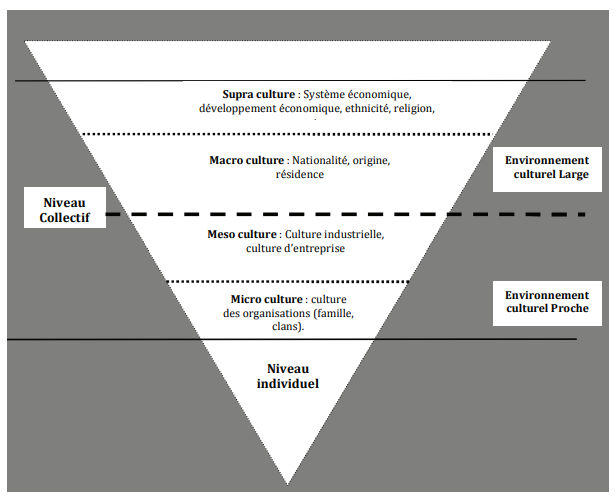 Supra culture : Système économique,
développement économique, ethnicité, religion,
Macro culture : Nationalité, origine,
résidence
Environnement
culturel Large
Niveau
Collectif
Meso culture : Culture industrielle,
culture d’entreprise
Micro culture : culture
des organisations (famille,
clans).
Environnement
culturel Proche
Niveau
individuel